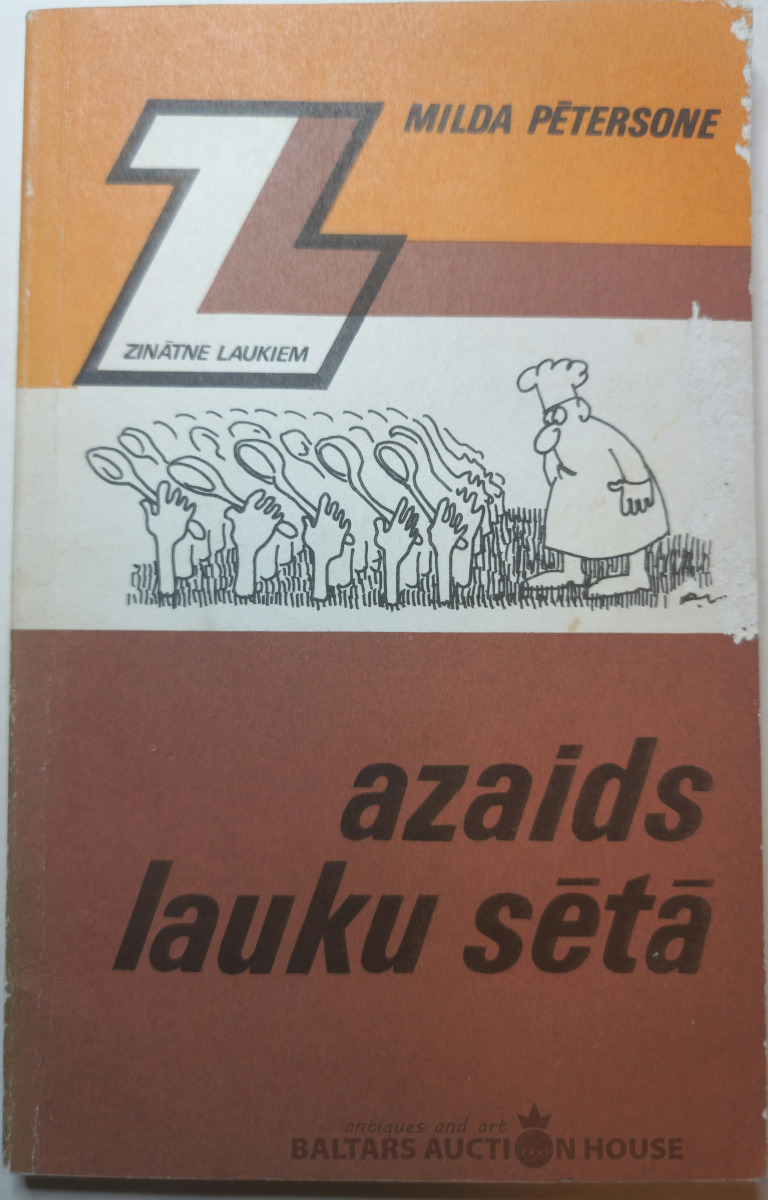 MILDA PĒTERSONE
ZINĀTNE LAUKIEM
azaids
lauku sētā
antiques and art
BALTARS AUCTION HOUSE